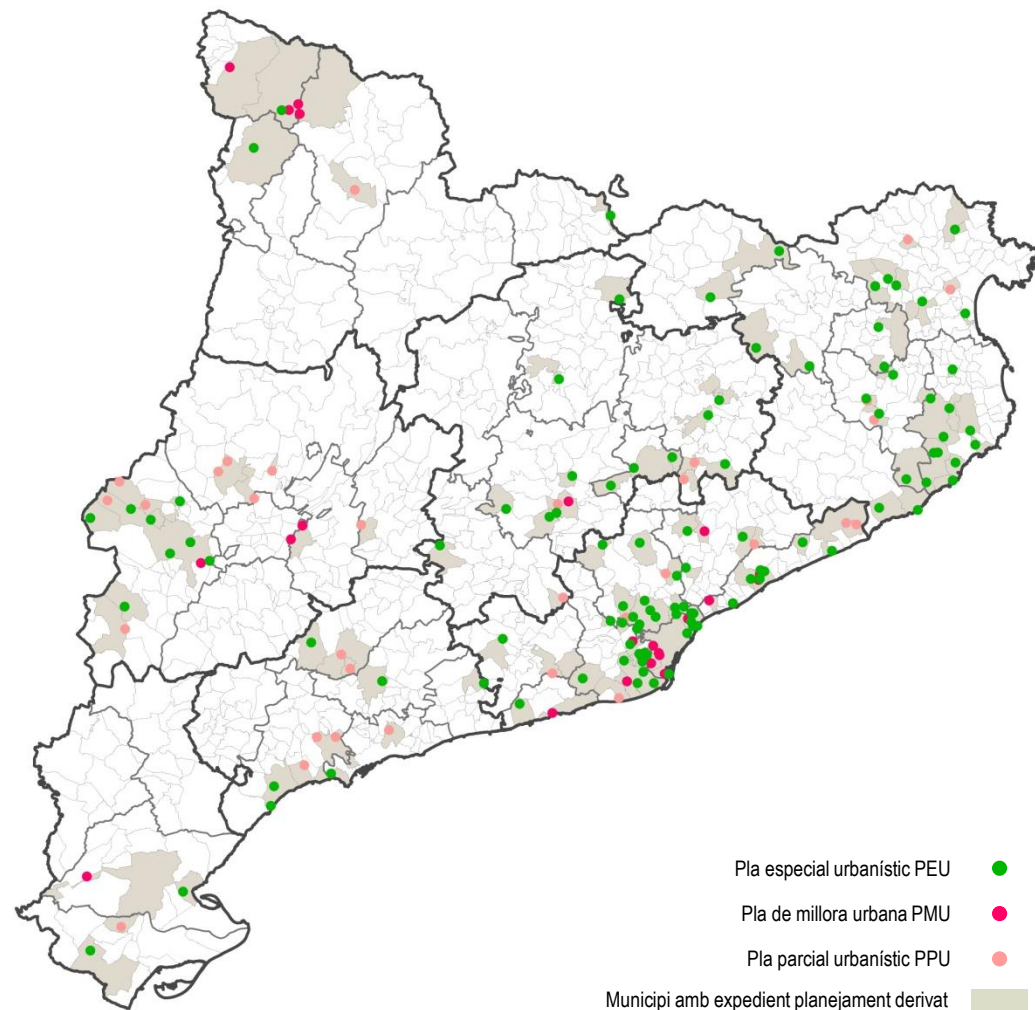 Pla especial urbanístic PEU
Pla de millora urbana PMU
Pla parcial urbanístic PPU
Municipi amb expedient planejament derivat